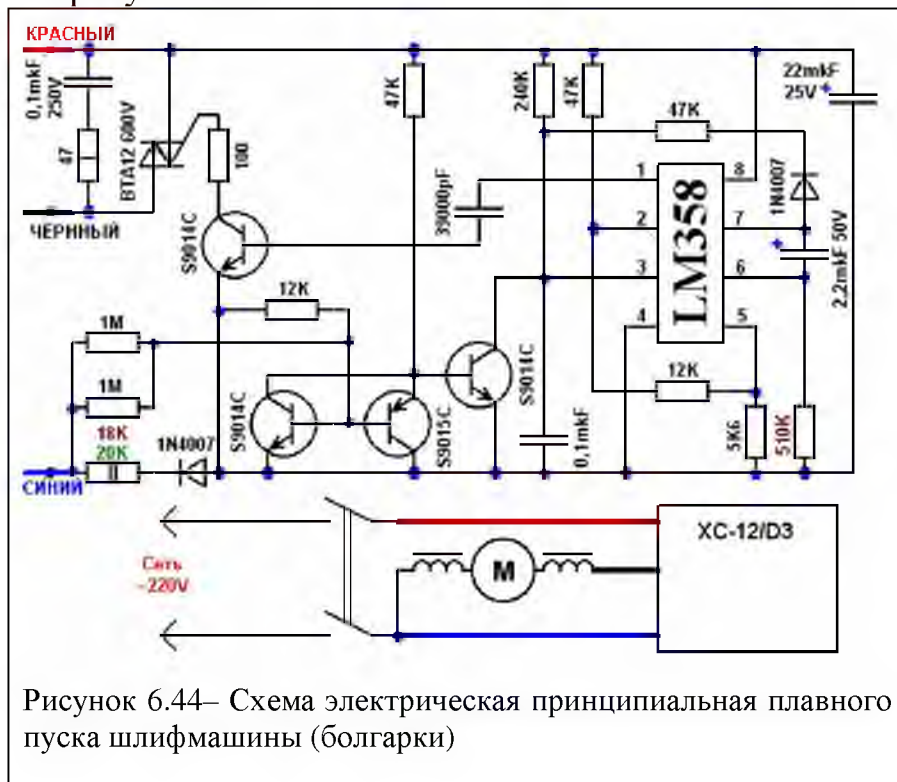 КРАСНЫЙ
0,1mkF
250V
47
BTA12 600V
100
47K
240K
47K
47K
22mkF
25V
+
39000pF
1
2
3
4
8
7
6
5
LM358
1N4007
+
2,2mkF 50V
ЧЕРННЫЙ
S9014C
12K
1M
1M
18K
20K
1N4007
СИНИЙ
S9014C
S9015C
S9014C
0,1mkF
12K
5K6
510K
Сеть
~220V
M
XC-12/D3
Рисунок 6.44– Схема электрическая принципиальная плавного
пуска шлифмашины (болгарки)